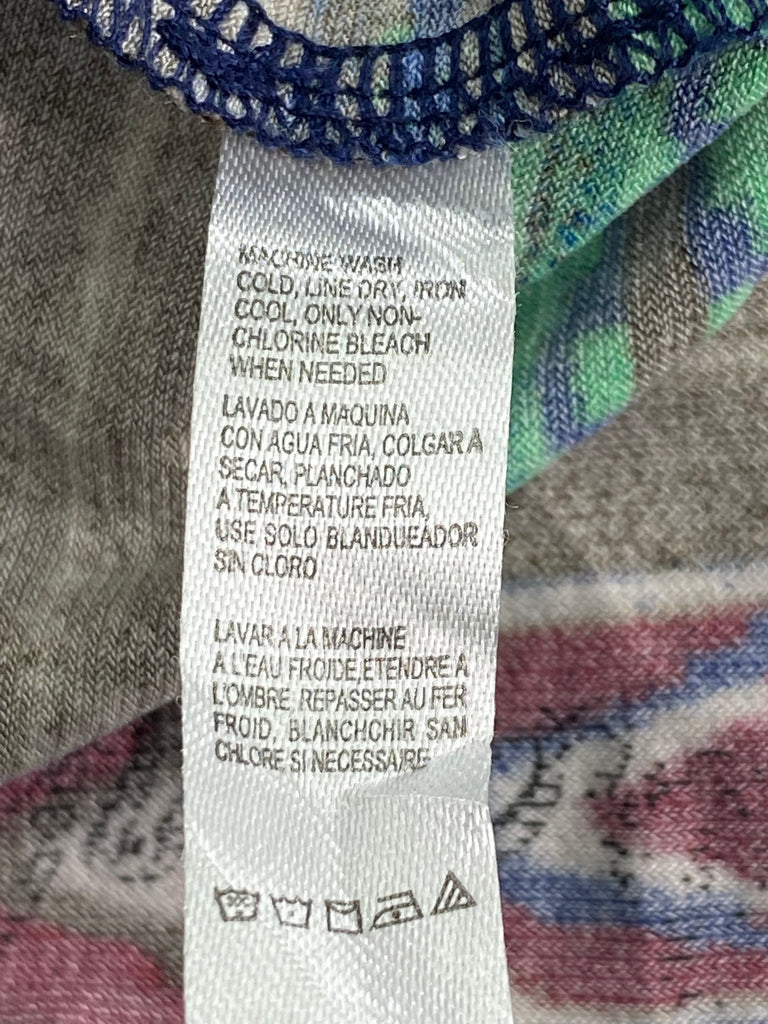 MACHINE WASH
COLD, LINE DRY, IRON
COOL, ONLY NON-
CHLORINE BLEACH
WHEN NEEDED
LAVADO A MAQUINA
CON AGUA FRIA, COLGAR A
SECAR, PLANCHADO
A TEMPERATURE FRIA,
USE SOLO BLANDUEADOR
SIN CLORO
LAVAR A LA MACHINE
A L'EAU FROIDE,ETENDRE A
L'OMBRE, REPASSER AU FER
FROID, BLANCHCHIR SAM
CHLORE SI NECESSAIRE